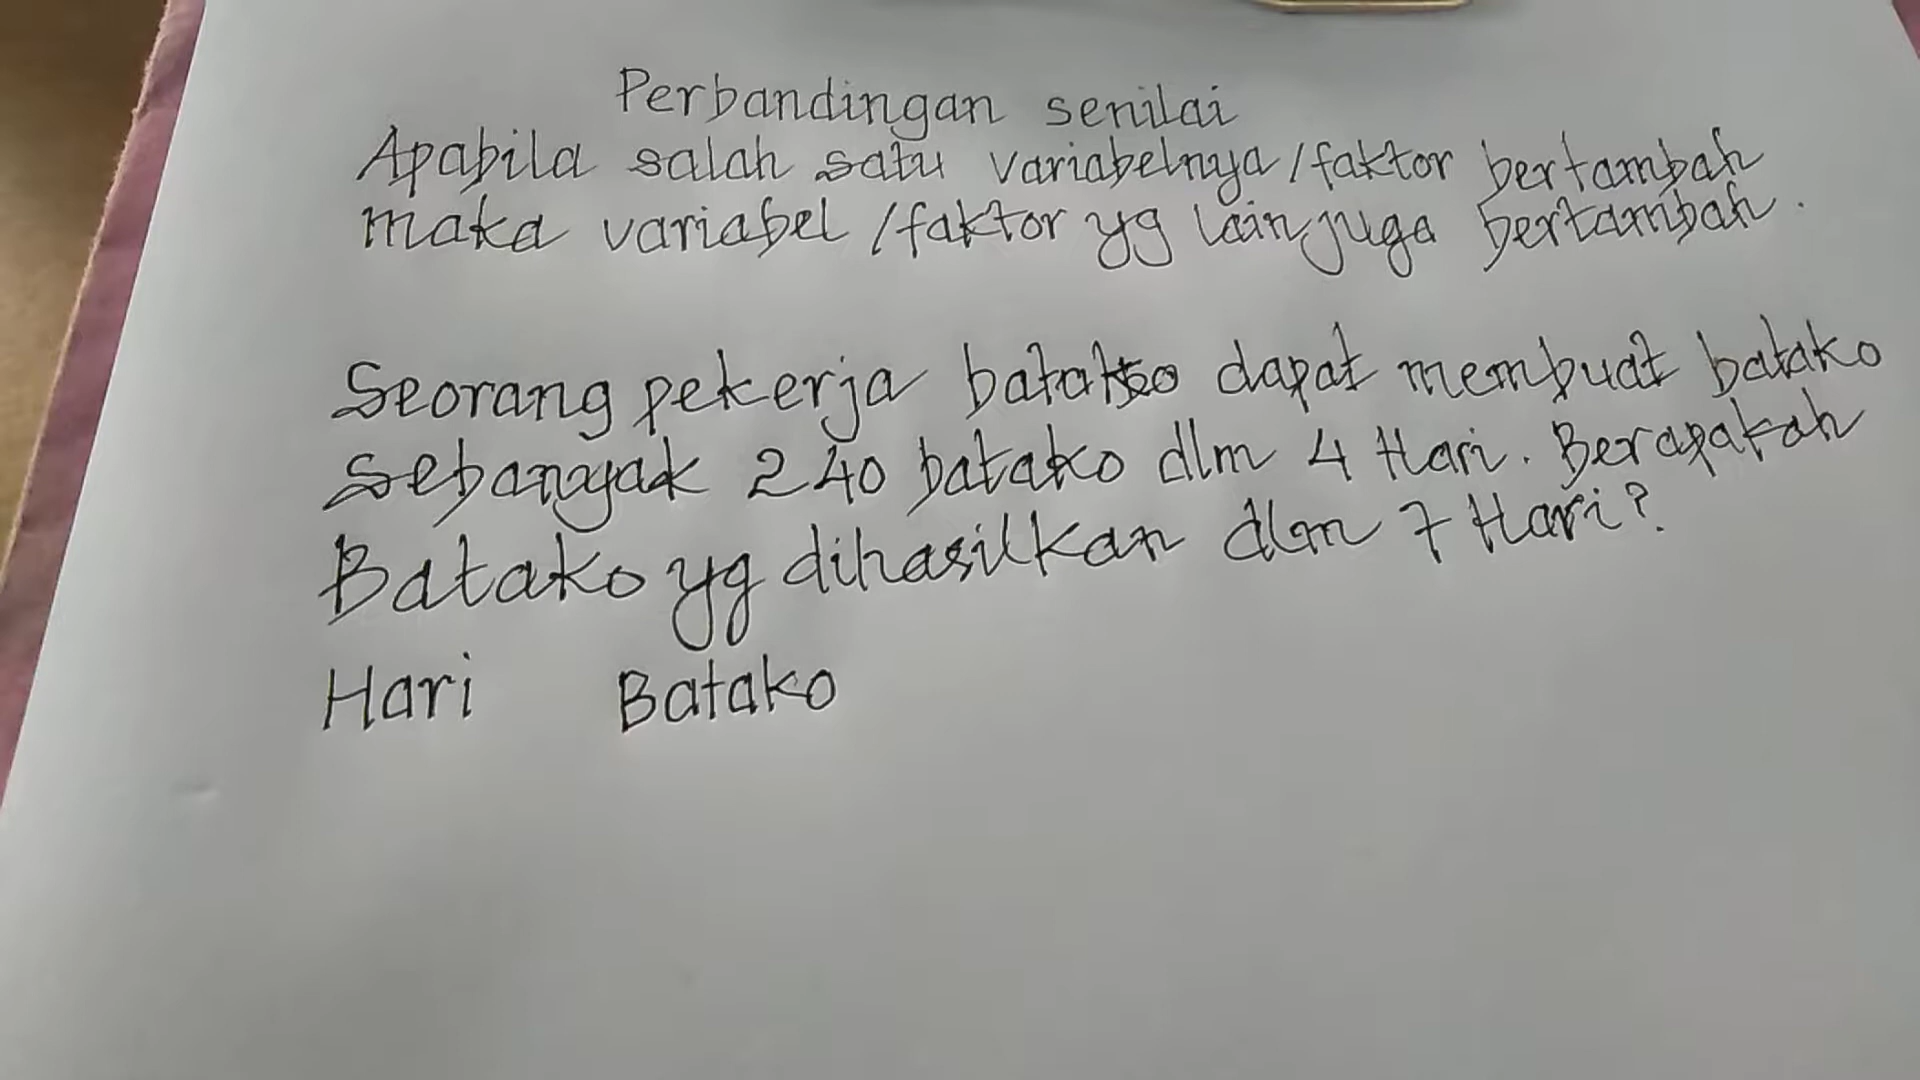 Perbandingan senilai
Apabila salah satu variabelnya/faktor bertambah
maka variabel/faktor yg lain juga bertambah.
Seorang pekerja batako dapat membuat batako
sebanyak 240 batako dlm 4 Hari. Berapakah
Batako yg dihasilkan dlm 7 Hari?
Hari Batako